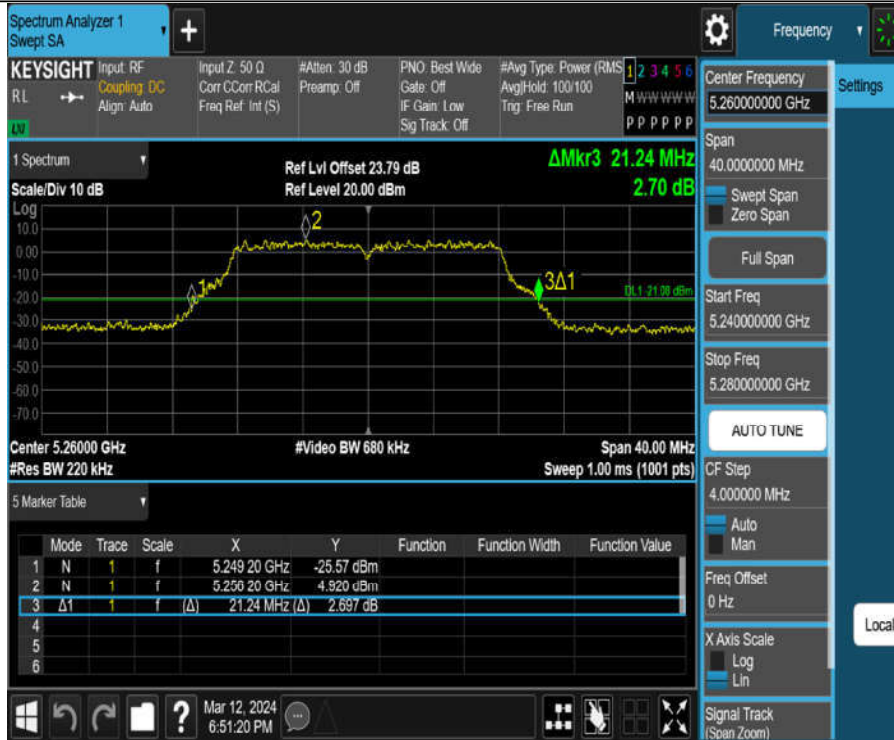 Spectrum Analyzer 1
Swept SA
+
Frequency
KEYSIGHT
RL
LXI
Input: RF
Coupling: DC
Align: Auto
Input Z: 50 Ω
Corr CCorr RCal
Freq Ref: Int (S)
#Atten: 30 dB
Preamp: Off
PNO: Best Wide
Gate: Off
IF Gain: Low
Sig Track: Off
#Avg Type: Power (RMS
Avg|Hold: 100/100
Trig: Free Run
1 2 3 4 5 6
M W W W W W
P P P P P P
1 Spectrum
Scale/Div 10 dB
Ref Lvl Offset 23.79 dB
Ref Level 20.00 dBm
ΔMkr3 21.24 MHz
2.70 dB
Log
10.0
0.00
-10.0
-20.0
-30.0
-40.0
-50.0
-60.0
-70.0
1
2
3Δ1
DL1 -21.08 dBm
Center 5.26000 GHz
#Video BW 680 kHz
Span 40.00 MHz
#Res BW 220 kHz
Sweep 1.00 ms (1001 pts)
5 Marker Table
Mode Trace Scale X Y Function Function Width Function Value
1 N 1 f 5.249 20 GHz -25.57 dBm
2 N 1 f 5.256 20 GHz 4.920 dBm
3 Δ1 1 f (Δ) 21.24 MHz (Δ) 2.697 dB
4
5
6
?
Mar 12, 2024
6:51:20 PM
Center Frequency
5.260000000 GHz
Settings
Span
40.0000000 MHz
Swept Span
Zero Span
Full Span
Start Freq
5.240000000 GHz
Stop Freq
5.280000000 GHz
AUTO TUNE
CF Step
4.000000 MHz
Auto
Man
Freq Offset
0 Hz
X Axis Scale
Log
Lin
Signal Track
(Span Zoom)
Local